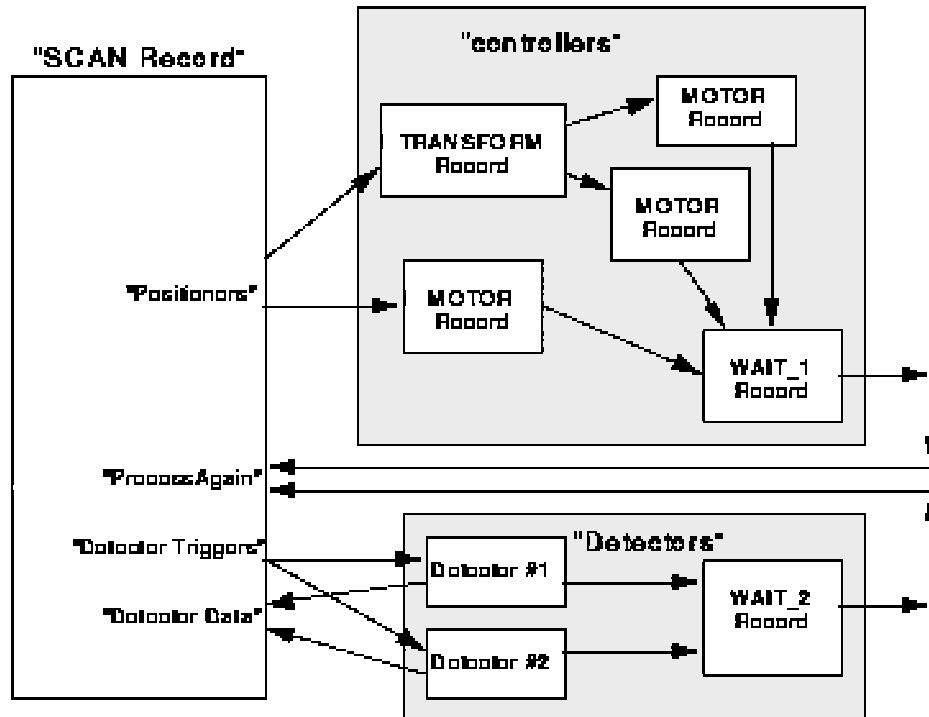 "SCAN Record"
"controllers"
TRANSFORM
Record
MOTOR
Record
MOTOR
Record
"Positioners"
MOTOR
Record
WAIT_1
Record
"ProcessAgain"
"Detector Triggers"
"Detector Data"
"Detectors"
Detector #1
Detector #2
WAIT_2
Record